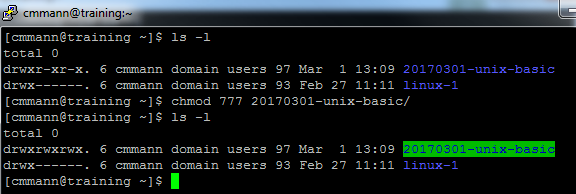 cmmann@training:~
[cmmann@training ~]$ ls -l
total 0
drwxr-xr-x. 6 cmmann domain users 97 Mar  1 13:09 20170301-unix-basic
drwx------. 6 cmmann domain users 93 Feb 27 11:11 linux-1
[cmmann@training ~]$ chmod 777 20170301-unix-basic/
[cmmann@training ~]$ ls -l
total 0
drwxrwxrwx. 6 cmmann domain users 97 Mar  1 13:09 20170301-unix-basic
drwx------. 6 cmmann domain users 93 Feb 27 11:11 linux-1
[cmmann@training ~]$